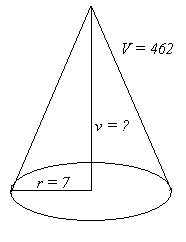 V = 462
v = ?
r = 7